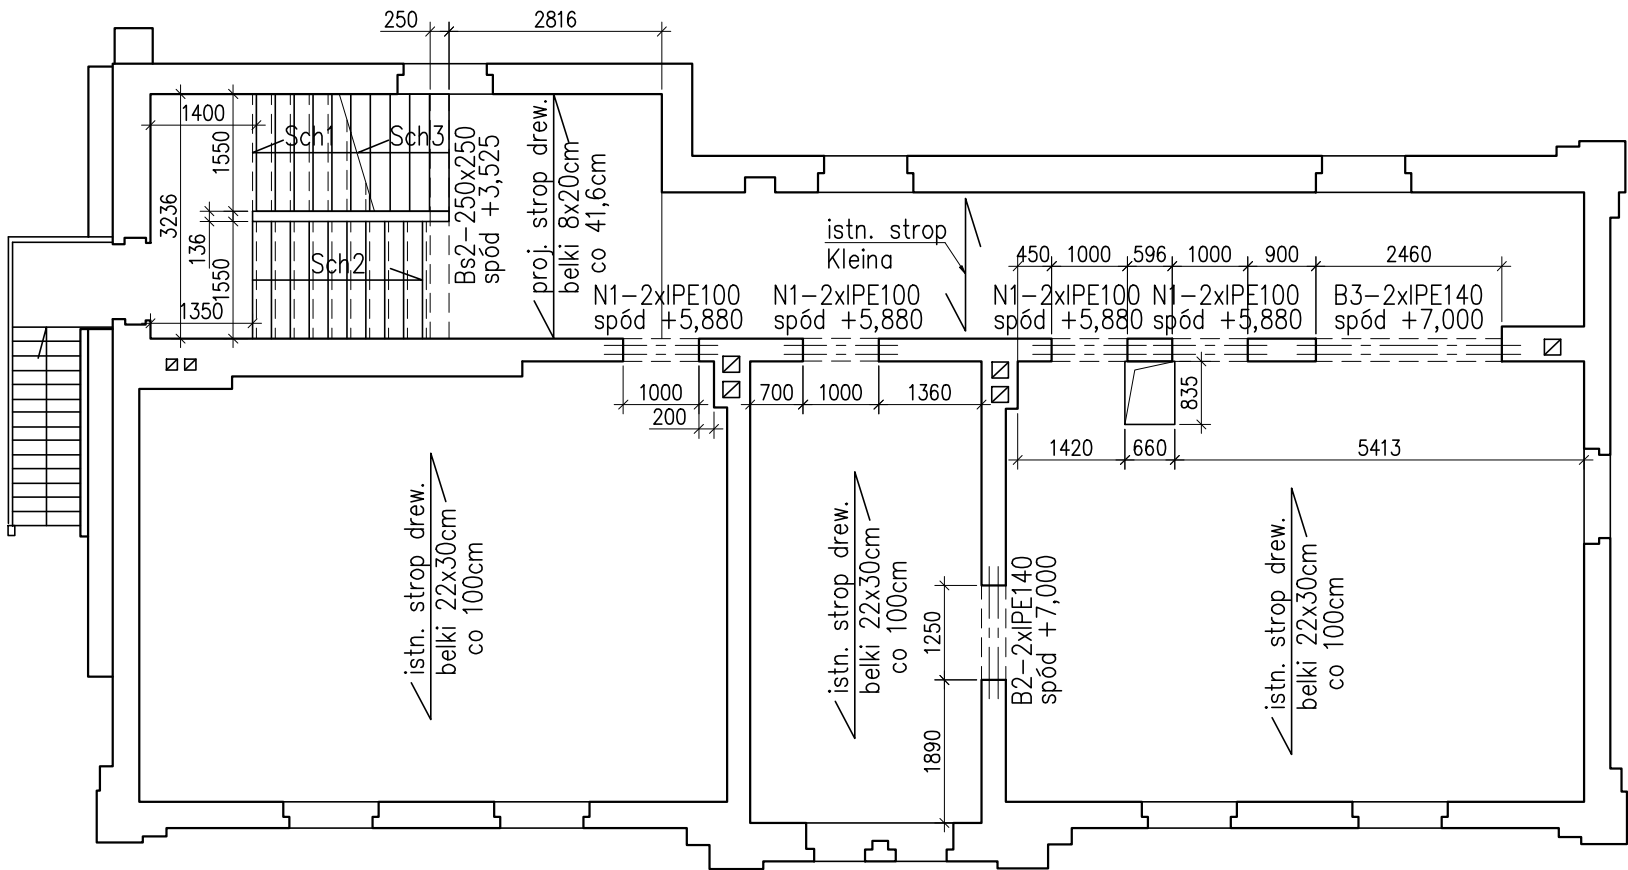 250
2816
1400
1550
3236
136
1550
1350
Sch1
Sch3
Sch2
Bs2-250x250
spód +3,525
proj. strop drew.
belki 8x20cm
co 41,6cm
istn. strop
Kleina
450
1000
596
1000
900
2460
N1-2xIPE100
spód +5,880
N1-2xIPE100
spód +5,880
N1-2xIPE100
spód +5,880
N1-2xIPE100
spód +5,880
B3-2xIPE140
spód +7,000
1000
200
700
1000
1360
835
1420
660
5413
istn. strop drew.
belki 22x30cm
co 100cm
istn. strop drew.
belki 22x30cm
co 100cm
1250
1890
B2-2xIPE140
spód +7,000
istn. strop drew.
belki 22x30cm
co 100cm